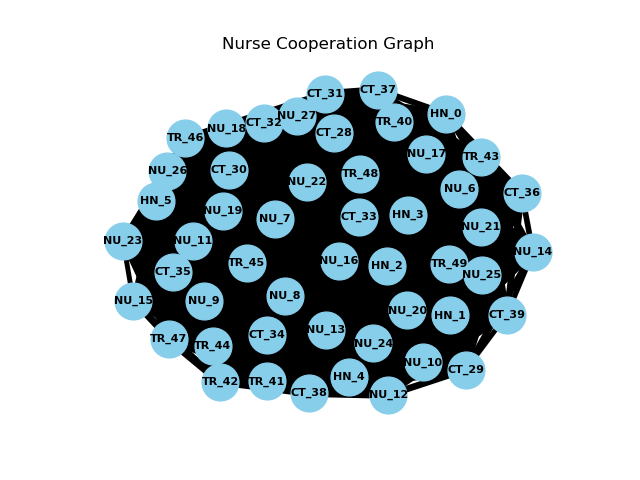 Nurse Cooperation Graph
CT_37
CT_31
HN_0
NU_27
TR_40
CT_32
NU_18
CT_28
TR_46
NU_17
TR_43
NU_26
CT_30
TR_48
NU_22
NU_6
CT_36
HN_5
NU_19
HN_3
CT_33
NU_7
NU_21
NU_23
NU_11
NU_14
NU_16
TR_45
TR_49
HN_2
CT_35
NU_25
NU_8
NU_15
NU_9
NU_20
HN_1
CT_39
NU_13
CT_34
TR_47
NU_24
TR_44
NU_10
CT_29
HN_4
TR_42
TR_41
CT_38
NU_12